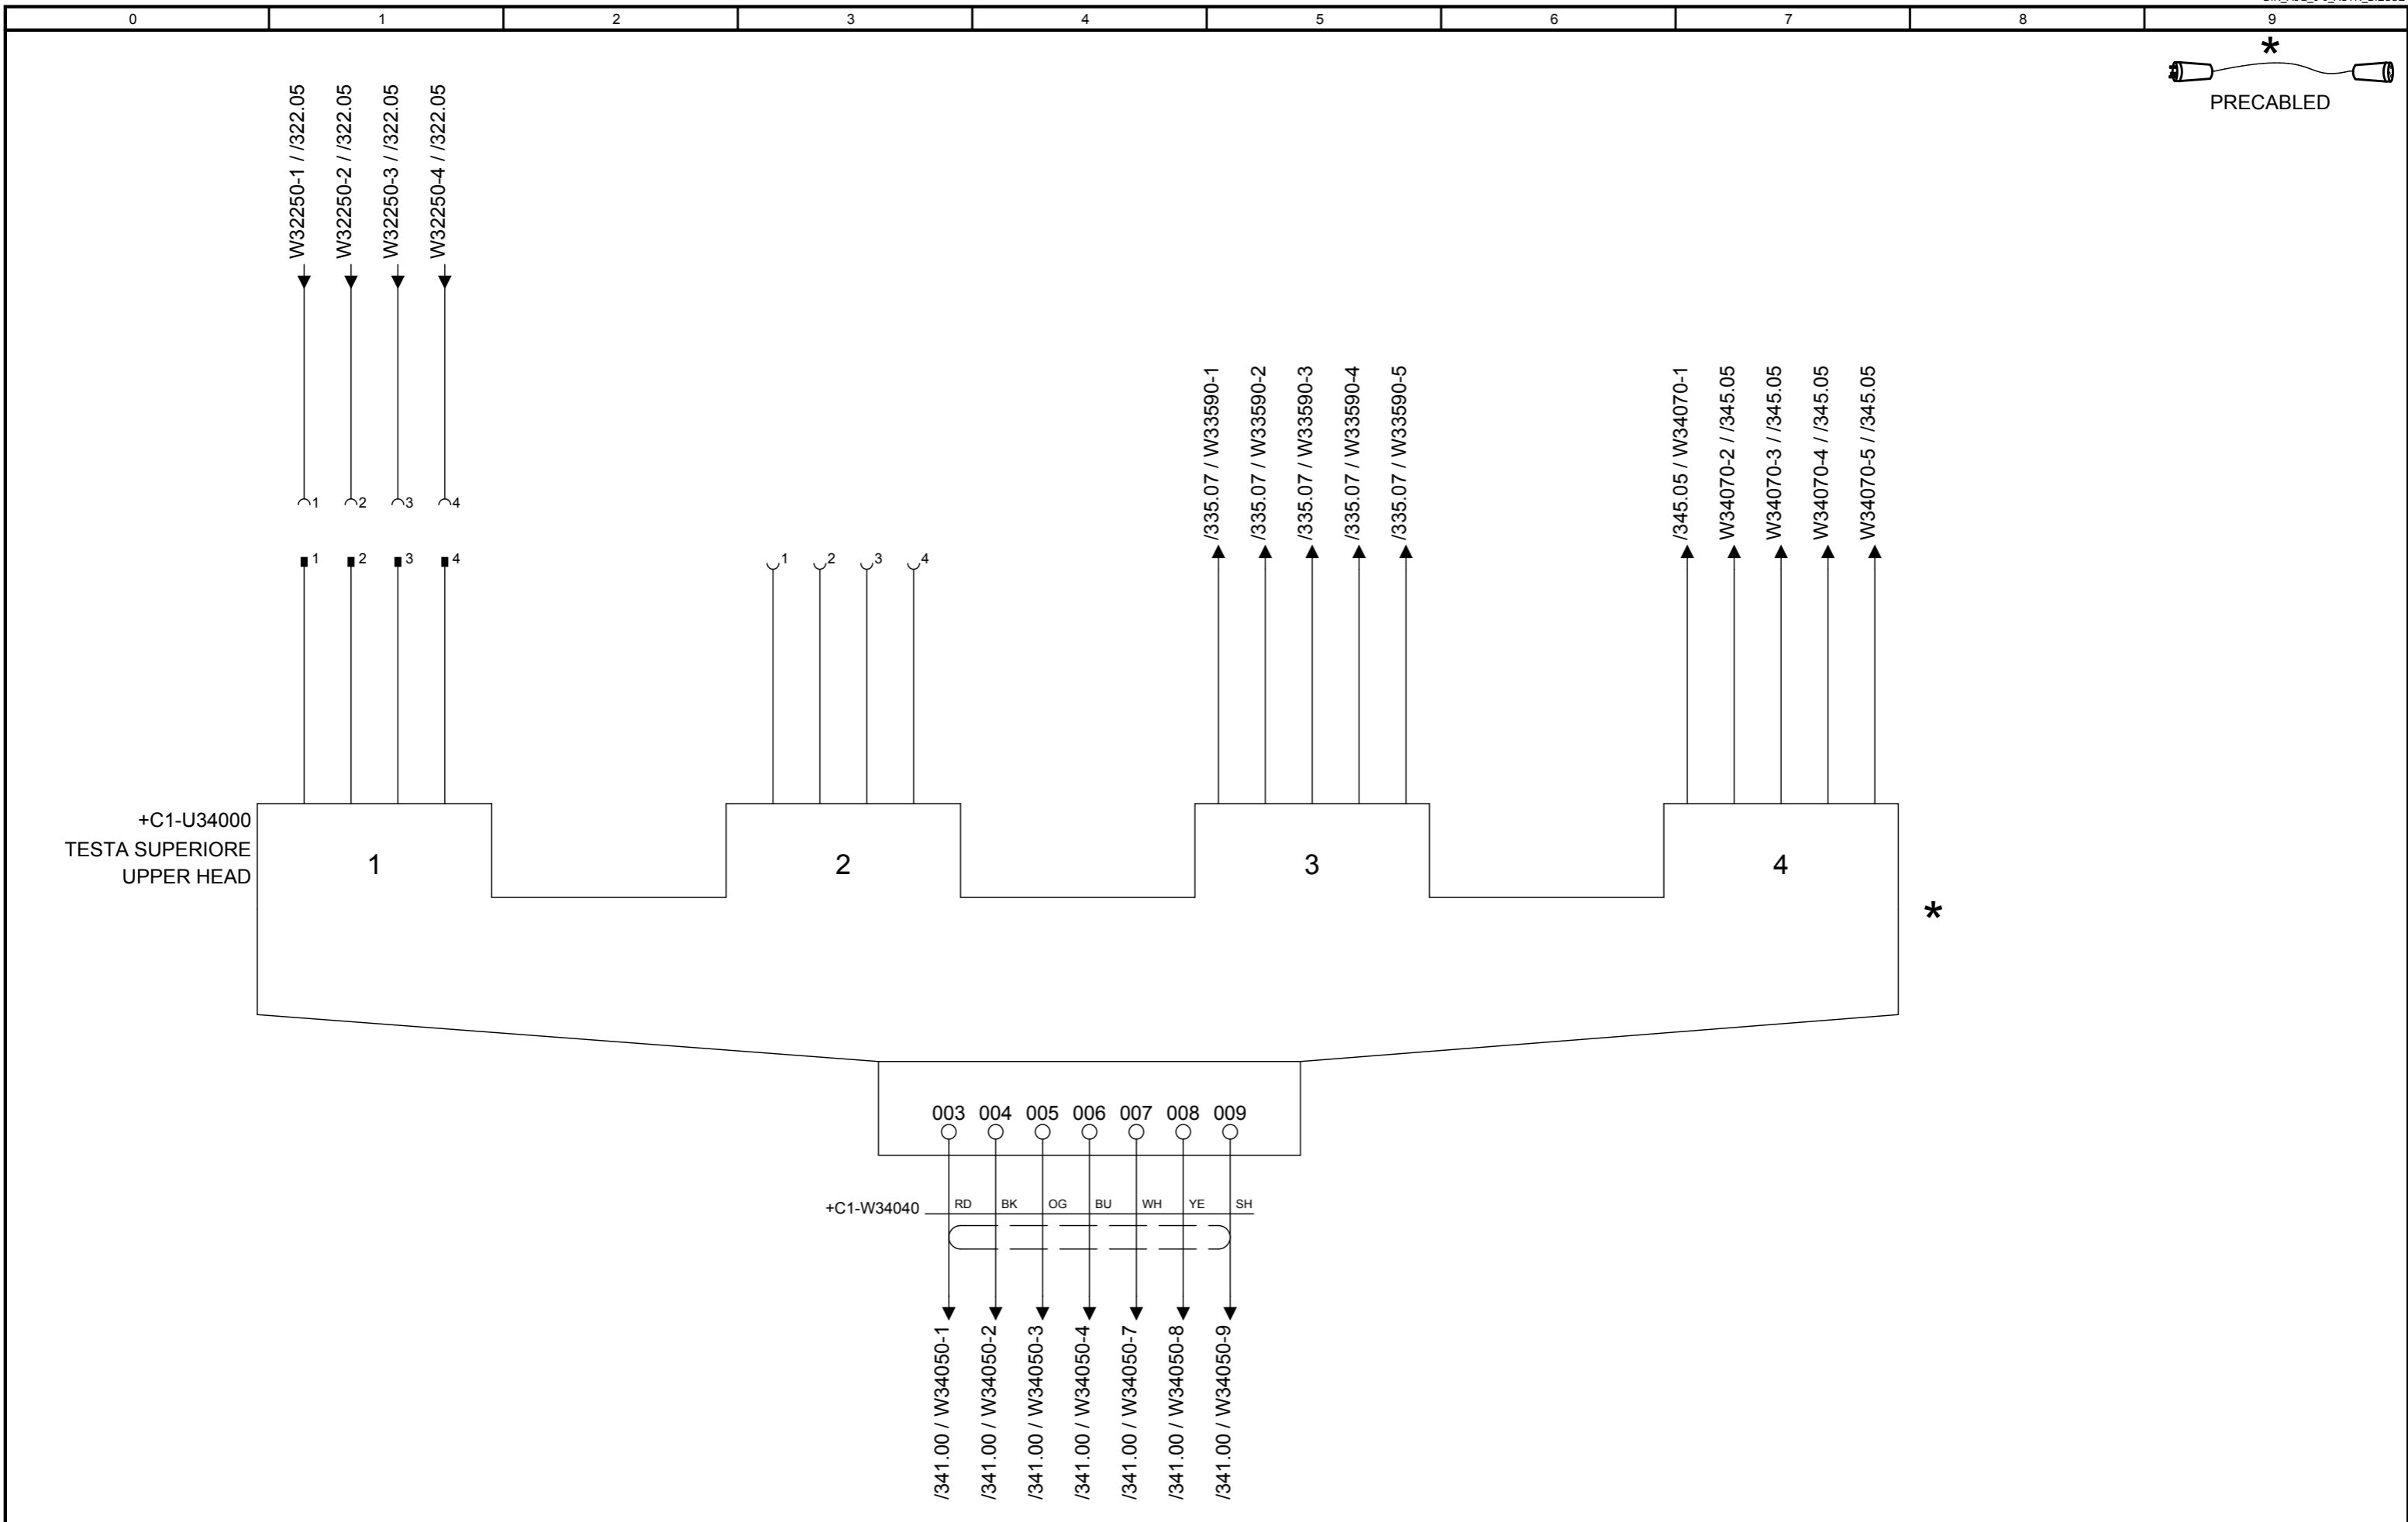 0 1 2 3 4 5 6 7 8 9
*
PRECABLED
W32250-1 / /322.05
W32250-2 / /322.05
W32250-3 / /322.05
W32250-4 / /322.05
/335.07 / W33590-1
/335.07 / W33590-2
/335.07 / W33590-3
/335.07 / W33590-4
/335.07 / W33590-5
/345.05 / W34070-1
W34070-2 / /345.05
W34070-3 / /345.05
W34070-4 / /345.05
W34070-5 / /345.05
1 2 3 4
1 2 3 4
1 2 3 4
+C1-U34000
TESTA SUPERIORE
UPPER HEAD
1 2 3 4
*
003 004 005 006 007 008 009
+C1-W34040 RD BK OG BU WH YE SH
/341.00 / W34050-1
/341.00 / W34050-2
/341.00 / W34050-3
/341.00 / W34050-4
/341.00 / W34050-7
/341.00 / W34050-8
/341.00 / W34050-9